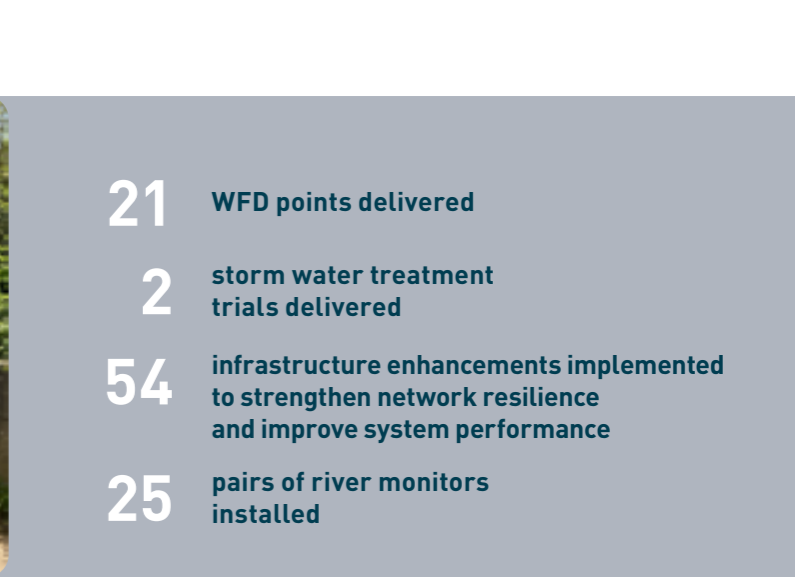 21 WFD points delivered
2 storm water treatment
trials delivered
54 infrastructure enhancements implemented
to strengthen network resilience
and improve system performance
25 pairs of river monitors
installed